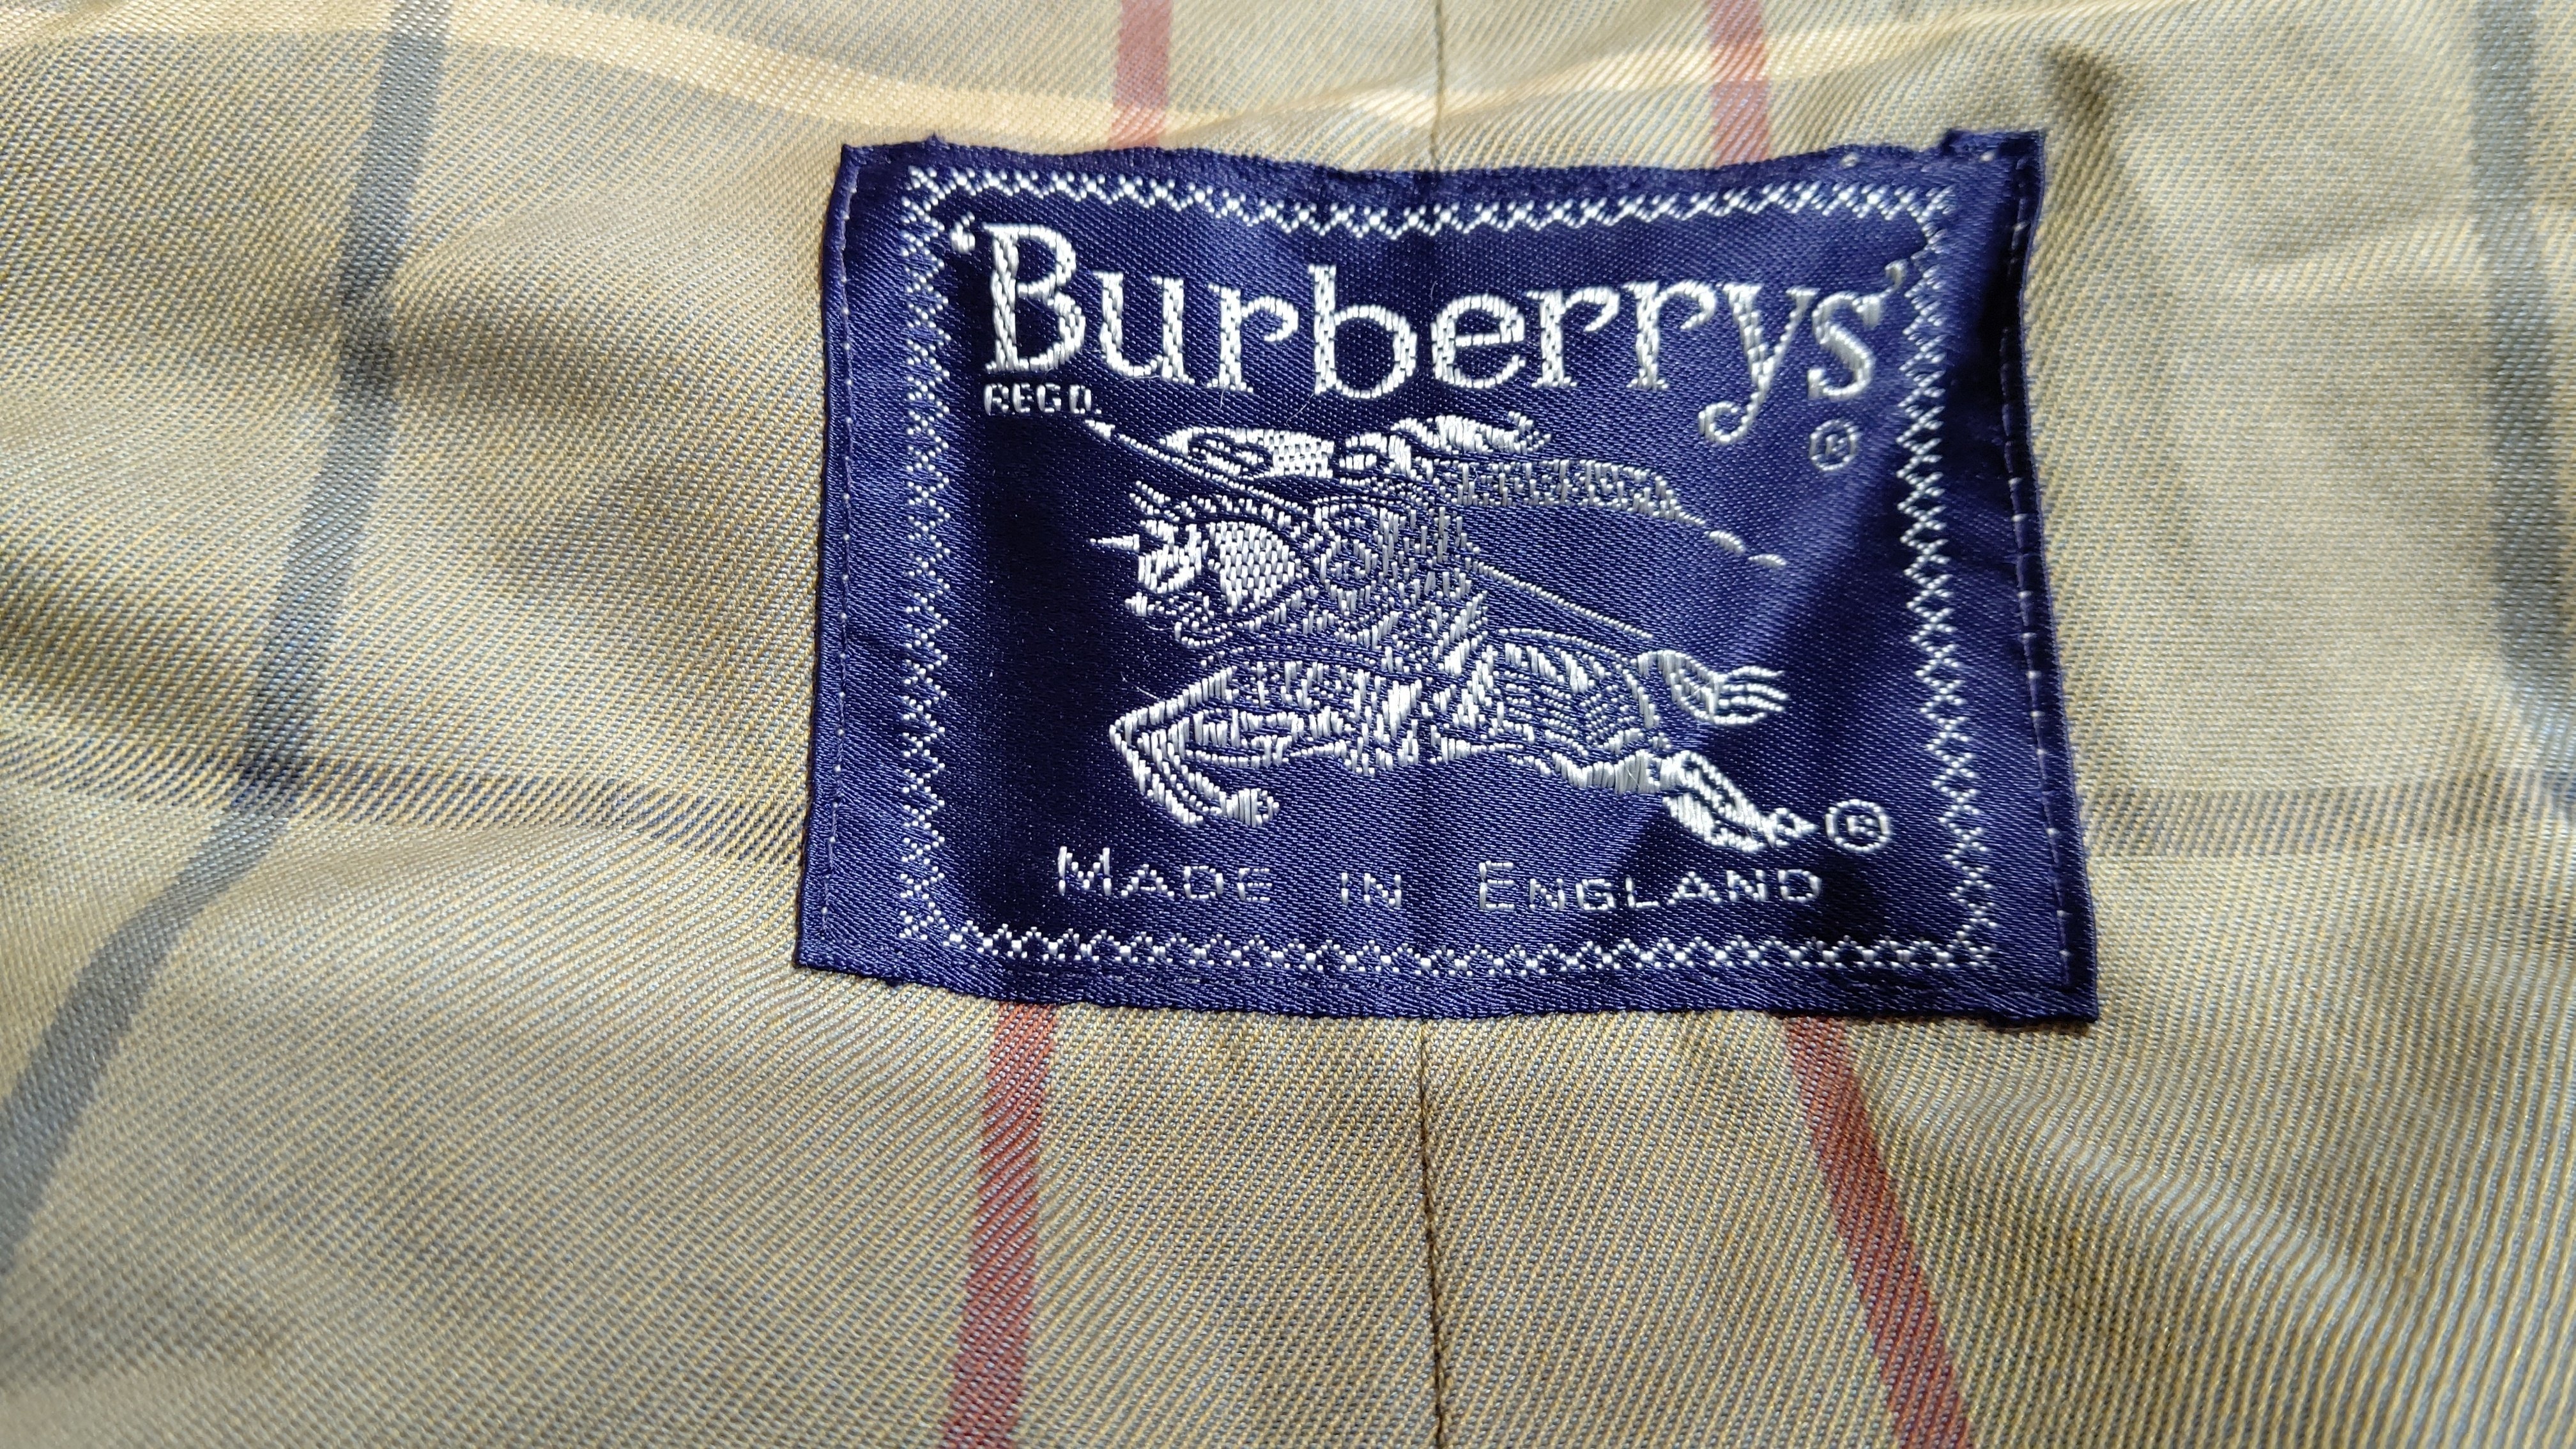 'Burberrys'
REGD. ®
®
MADE IN ENGLAND